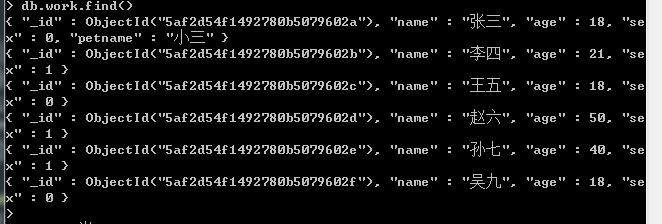 > db.work.find()
{ "_id" : ObjectId("5af2d54f1492780b5079602a"), "name" : "张三", "age" : 18, "se
x" : 0, "petname" : "小三" }
{ "_id" : ObjectId("5af2d54f1492780b5079602b"), "name" : "李四", "age" : 21, "se
x" : 1 }
{ "_id" : ObjectId("5af2d54f1492780b5079602c"), "name" : "王五", "age" : 18, "se
x" : 0 }
{ "_id" : ObjectId("5af2d54f1492780b5079602d"), "name" : "赵六", "age" : 50, "se
x" : 1 }
{ "_id" : ObjectId("5af2d54f1492780b5079602e"), "name" : "孙七", "age" : 40, "se
x" : 1 }
{ "_id" : ObjectId("5af2d54f1492780b5079602f"), "name" : "吴九", "age" : 18, "se
x" : 0 }
>